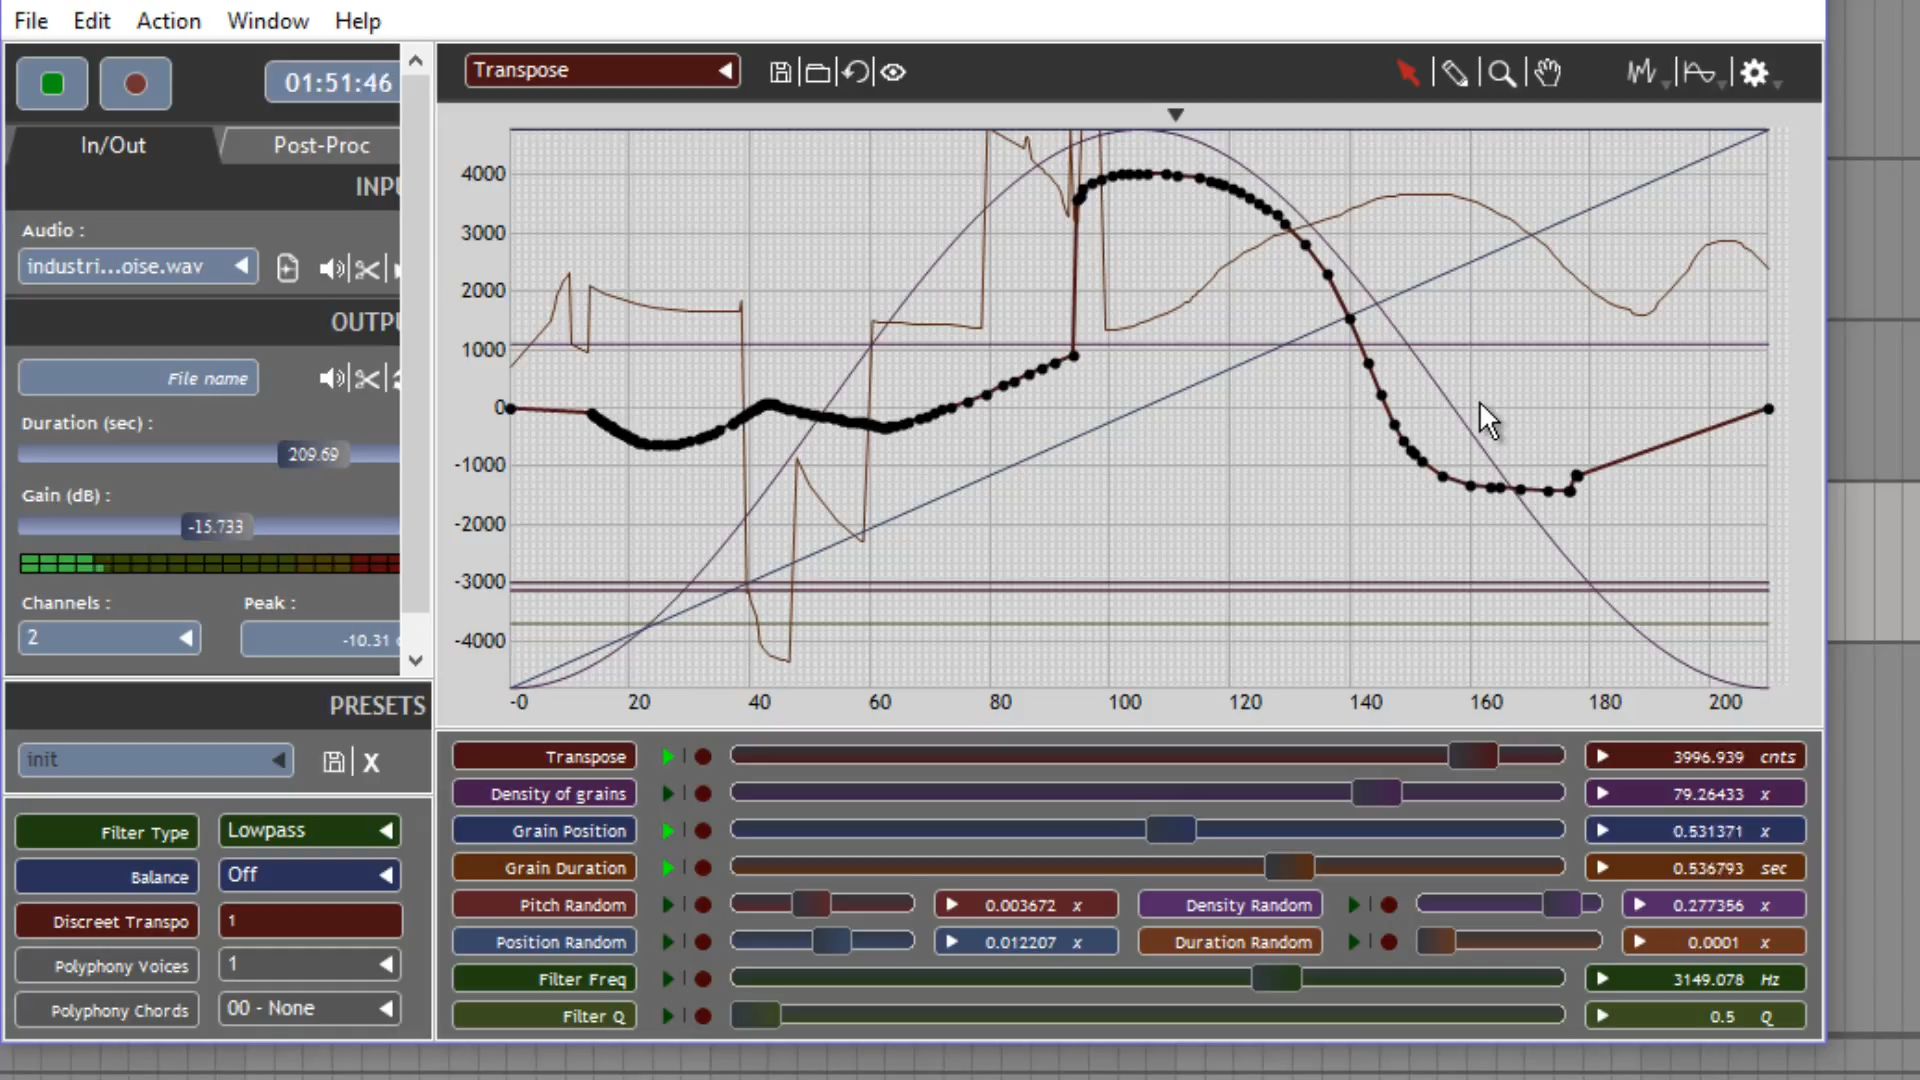 File Edit Action Window Help
01:51:46
Transpose
In/Out Post-Proc
Audio :
industri...oise.wav
File name
Duration (sec) :
209.69
Gain (dB) :
-15.733
Channels : Peak :
2 -10.31
PRESETS
init
Filter Type Lowpass
Balance Off
Discreet Transpo 1
Polyphony Voices 1
Polyphony Chords 00 - None
4000
3000
2000
1000
0
-1000
-2000
-3000
-4000
-0 20 40 60 80 100 120 140 160 180 200
Transpose 3996.939 cnts
Density of grains 79.26433 x
Grain Position 0.531371 x
Grain Duration 0.536793 sec
Pitch Random 0.003672 x Density Random 0.277356 x
Position Random 0.012207 x Duration Random 0.0001 x
Filter Freq 3149.078 Hz
Filter Q 0.5 Q